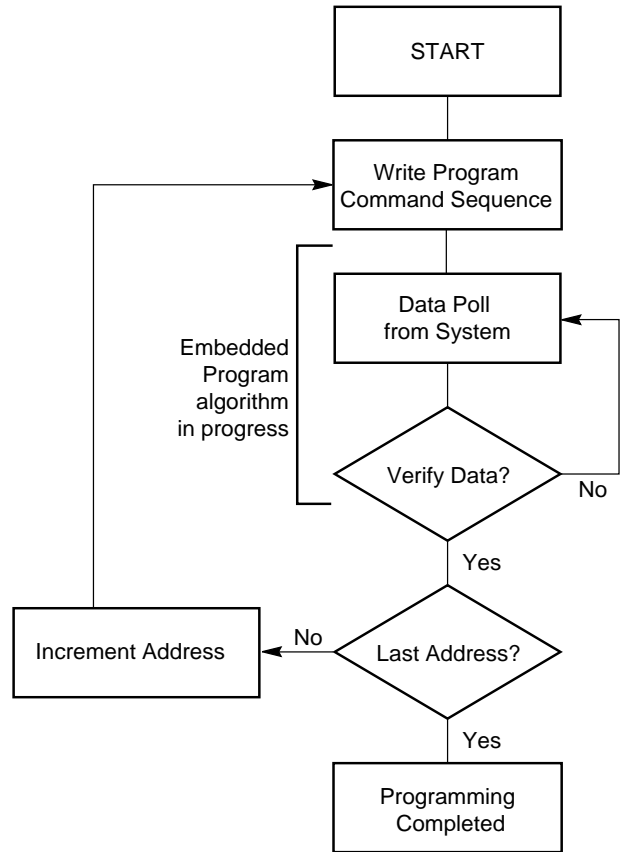 START
Write Program
Command Sequence
Data Poll
from System
Embedded
Program
algorithm
in progress
Verify Data?
No
Yes
Increment Address
No
Last Address?
Yes
Programming
Completed